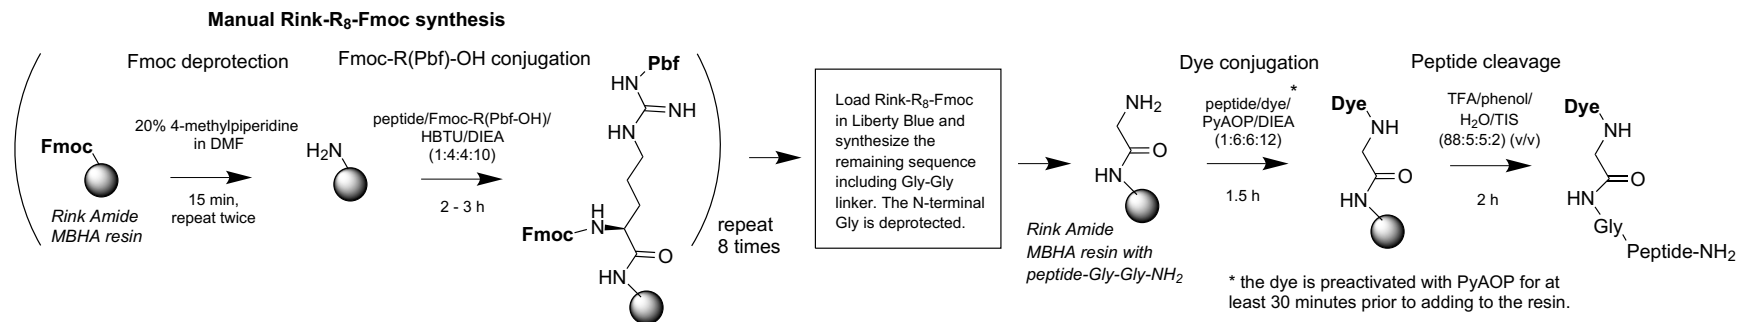 Manual Rink-R8-Fmoc synthesis
Fmoc deprotection
Fmoc
Rink Amide
MBHA resin
20% 4-methylpiperidine
in DMF
15 min,
repeat twice
H2N
Fmoc-R(Pbf)-OH conjugation
peptide/Fmoc-R(Pbf-OH)/
HBTU/DIEA
(1:4:4:10)
2 - 3 h
Pbf
HN
NH
HN
H
N
Fmoc
O
HN
repeat
8 times
Load Rink-R8-Fmoc
in Liberty Blue and
synthesize the
remaining sequence
including Gly-Gly
linker. The N-terminal
Gly is deprotected.
NH2
O
HN
Rink Amide
MBHA resin with
peptide-Gly-Gly-NH2
Dye conjugation
*
peptide/dye/
PyAOP/DIEA
(1:6:6:12)
1.5 h
Dye
NH
O
HN
Peptide cleavage
TFA/phenol/
H2O/TIS
(88:5:5:2) (v/v)
2 h
Dye
NH
O
HN
Gly
Peptide-NH2
* the dye is preactivated with PyAOP for at
least 30 minutes prior to adding to the resin.